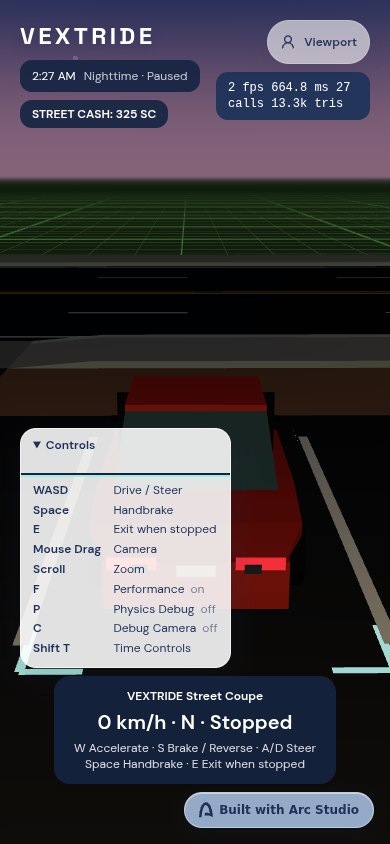 VEXTRIDE
Viewport
2:27 AM Nighttime · Paused
2 fps 664.8 ms 27
calls 13.3k tris
STREET CASH: 325 SC
▼ Controls
WASD Drive / Steer
Space Handbrake
E Exit when stopped
Mouse Drag Camera
Scroll Zoom
F Performance on
P Physics Debug off
C Debug Camera off
Shift T Time Controls
VEXTRIDE Street Coupe
0 km/h · N · Stopped
W Accelerate · S Brake / Reverse · A/D Steer
Space Handbrake · E Exit when stopped
Built with Arc Studio